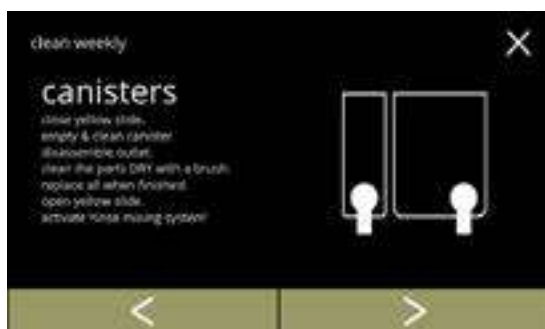 clean weekly
canisters
close yellow slide.
empty & clean canister
disassemble outlet.
clean the parts DRY with a brush.
replace all when finished.
open yellow slide.
activate 'rinse mixing system'